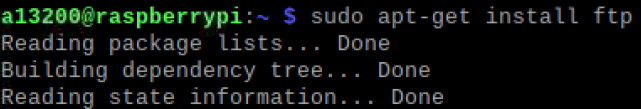 a13200@raspberrypi:~ $ sudo apt-get install ftp
Reading package lists... Done
Building dependency tree... Done
Reading state information... Done